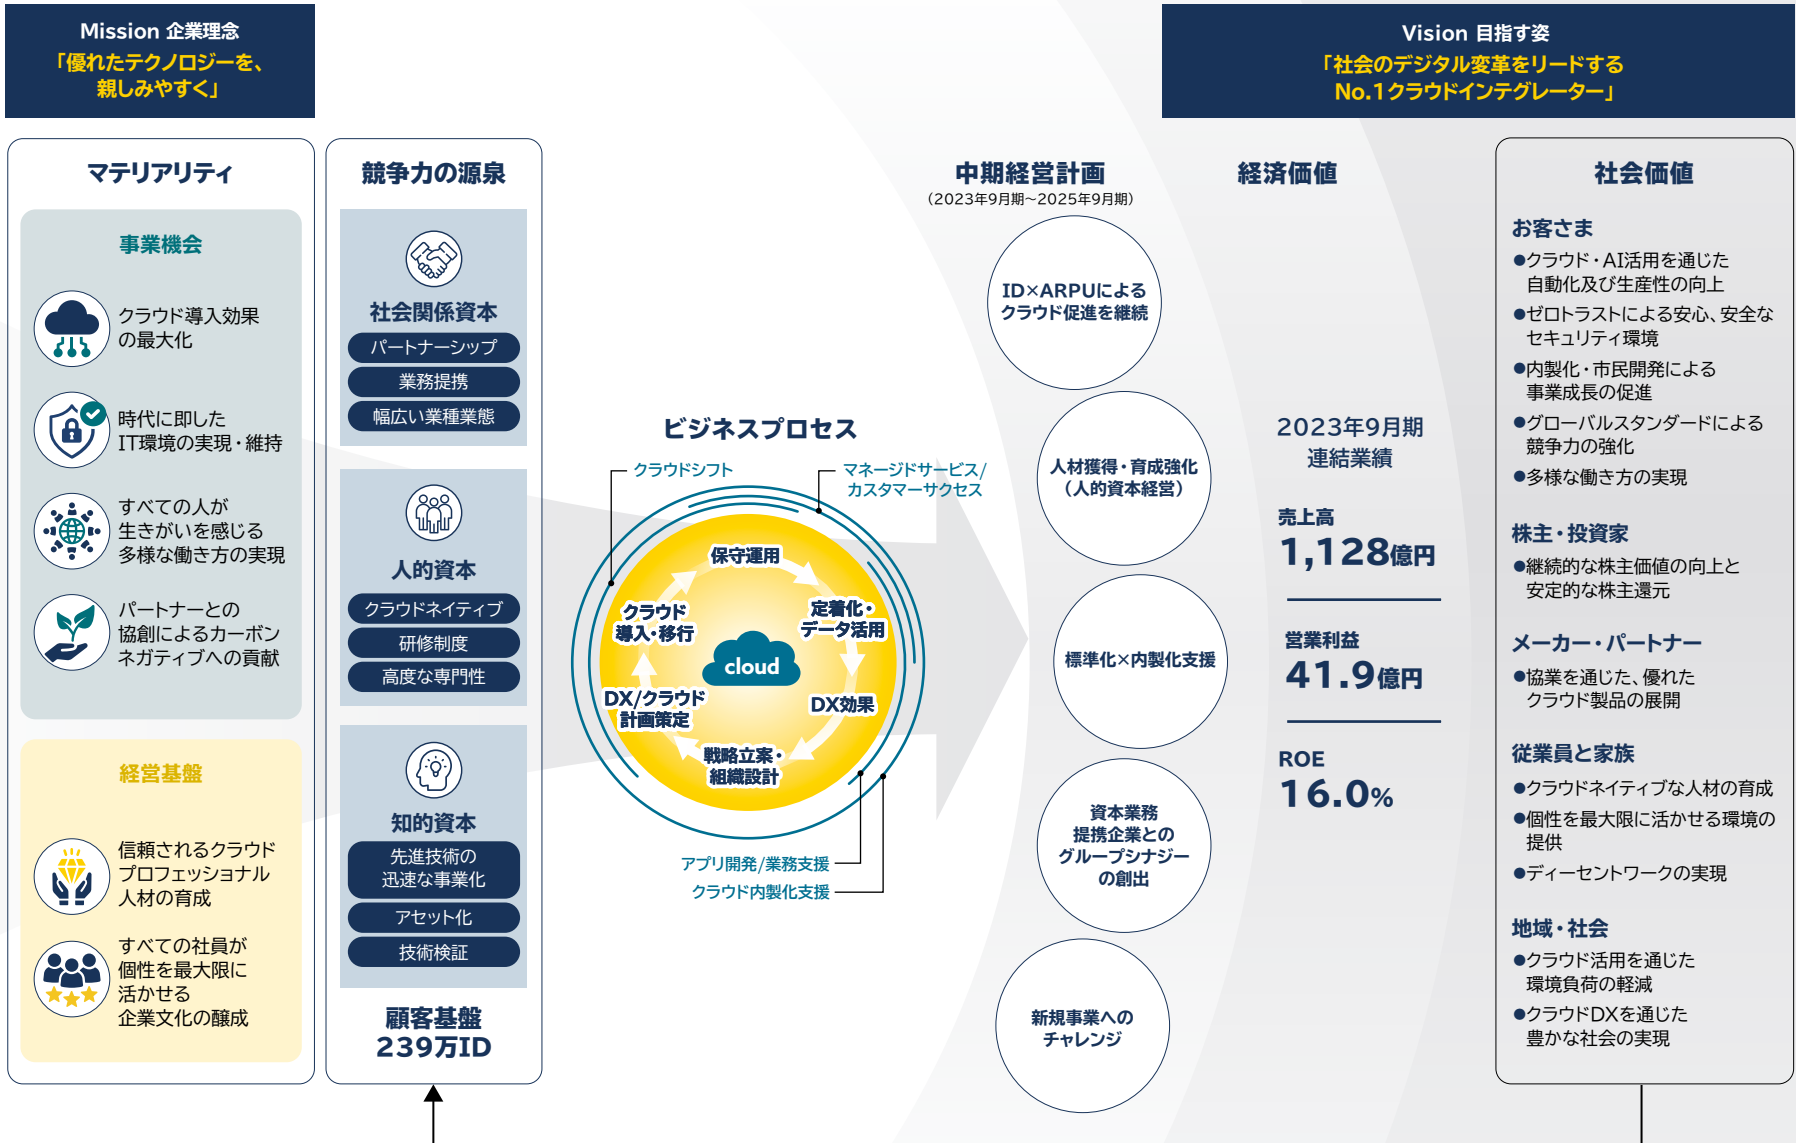 Mission 企業理念
「優れたテクノロジーを、
親しみやすく」
Vision 目指す姿
「社会のデジタル変革をリードする
No.1クラウドインテグレーター」
マテリアリティ
事業機会
クラウド導入効果
の最大化
時代に即した
IT環境の実現・維持
すべての人が
生きがいを感じる
多様な働き方の実現
パートナーとの
協創によるカーボン
ネガティブへの貢献
経営基盤
信頼されるクラウド
プロフェッショナル
人材の育成
すべての社員が
個性を最大限に
活かせる
企業文化の醸成
競争力の源泉
社会関係資本
パートナーシップ
業務提携
幅広い業種業態
人的資本
クラウドネイティブ
研修制度
高度な専門性
知的資本
先進技術の
迅速な事業化
アセット化
技術検証
顧客基盤
239万ID
ビジネスプロセス
クラウドシフト
マネージドサービス/
カスタマーサクセス
保守運用
定着化・
データ活用
DX効果
戦略立案・
組織設計
DX/クラウド
計画策定
クラウド
導入・移行
cloud
アプリ開発/業務支援
クラウド内製化支援
中期経営計画
（2023年9月期～2025年9月期）
ID×ARPUによる
クラウド促進を継続
人材獲得・育成強化
（人的資本経営）
標準化×内製化支援
資本業務
提携企業との
グループシナジー
の創出
新規事業への
チャレンジ
経済価値
2023年9月期
連結業績
売上高
1,128億円
営業利益
41.9億円
ROE
16.0%
社会価値
お客さま
●クラウド・AI活用を通じた
自動化及び生産性の向上
●ゼロトラストによる安心、安全な
セキュリティ環境
●内製化・市民開発による
事業成長の促進
●グローバルスタンダードによる
競争力の強化
●多様な働き方の実現
株主・投資家
●継続的な株主価値の向上と
安定的な株主還元
メーカー・パートナー
●協業を通じた、優れた
クラウド製品の展開
従業員と家族
●クラウドネイティブな人材の育成
●個性を最大限に活かせる環境の
提供
●ディーセントワークの実現
地域・社会
●クラウド活用を通じた
環境負荷の軽減
●クラウドDXを通じた
豊かな社会の実現